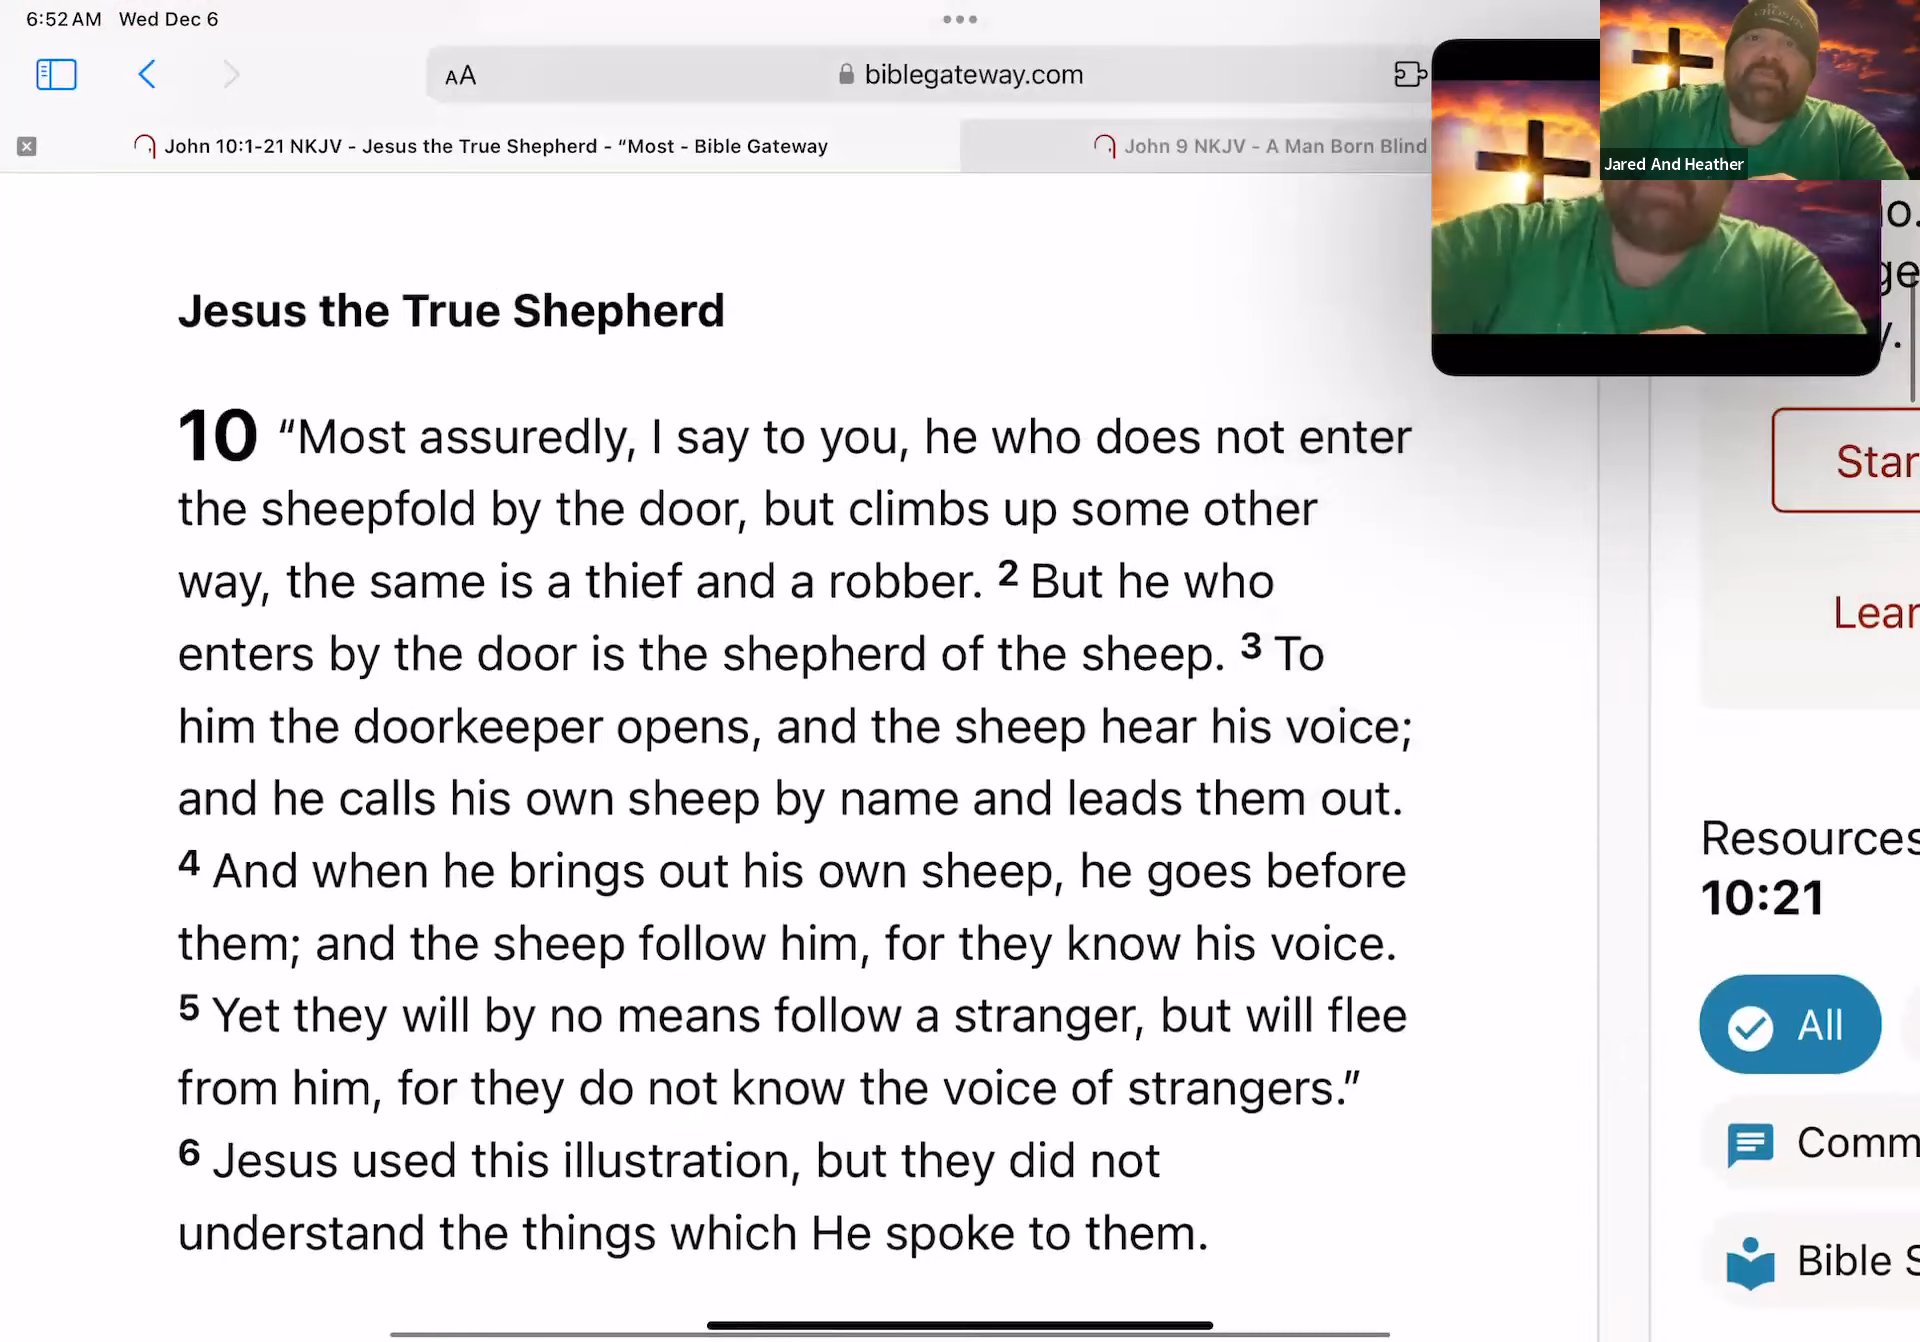 6:52 AM Wed Dec 6
AA biblegateway.com
John 10:1-21 NKJV - Jesus the True Shepherd - “Most - Bible Gateway
John 9 NKJV - A Man Born Blind
Jared And Heather
Jesus the True Shepherd
10 “Most assuredly, I say to you, he who does not enter
the sheepfold by the door, but climbs up some other
way, the same is a thief and a robber. 2 But he who
enters by the door is the shepherd of the sheep. 3 To
him the doorkeeper opens, and the sheep hear his voice;
and he calls his own sheep by name and leads them out.
4 And when he brings out his own sheep, he goes before
them; and the sheep follow him, for they know his voice.
5 Yet they will by no means follow a stranger, but will flee
from him, for they do not know the voice of strangers.”
6 Jesus used this illustration, but they did not
understand the things which He spoke to them.
Star
Lear
Resources
10:21
All
Comm
Bible S